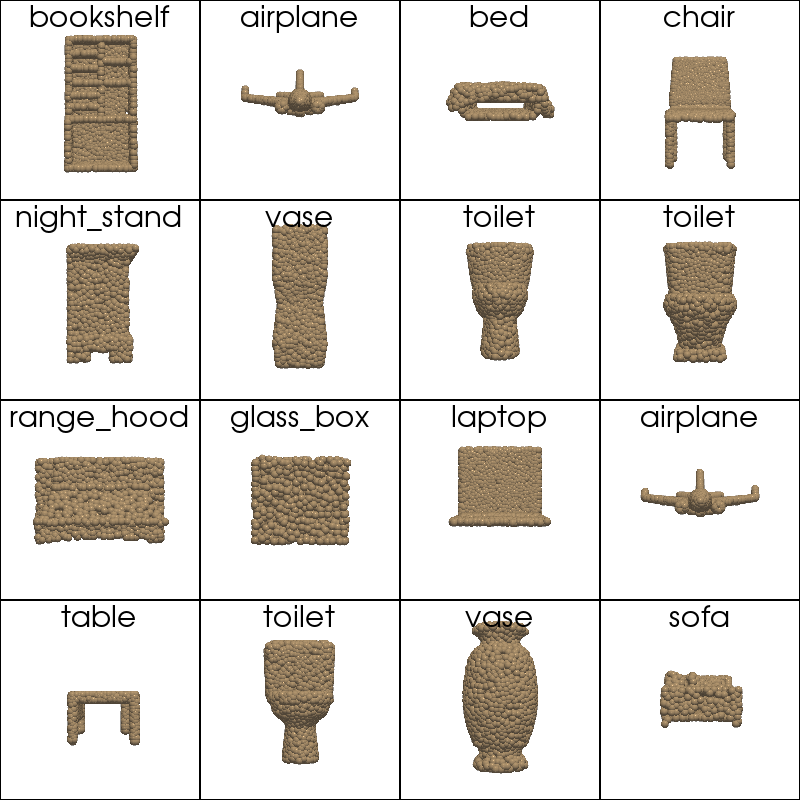 bookshelf
airplane
bed
chair
night_stand
vase
toilet
toilet
range_hood
glass_box
laptop
airplane
table
toilet
vase
sofa